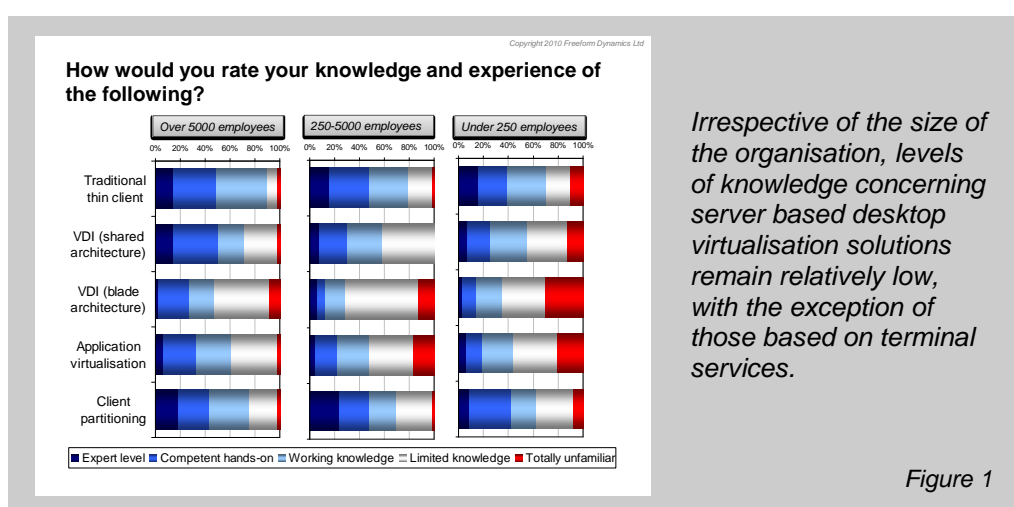 Copyright 2010 Freeform Dynamics Ltd
How would you rate your knowledge and experience of
the following?
Over 5000 employees
250-5000 employees
Under 250 employees
0% 20% 40% 60% 80% 100%
0% 20% 40% 60% 80% 100%
0% 20% 40% 60% 80% 100%
Traditional
thin client
VDI (shared
architecture)
VDI (blade
architecture)
Application
virtualisation
Client
partitioning
Expert level Competent hands-on Working knowledge Limited knowledge Totally unfamiliar
Irrespective of the size of
the organisation, levels
of knowledge concerning
server based desktop
virtualisation solutions
remain relatively low,
with the exception of
those based on terminal
services.
Figure 1